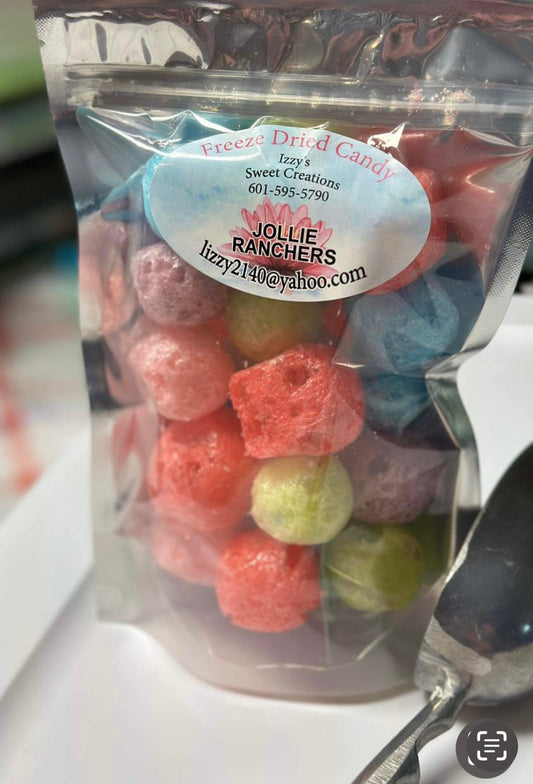 Freeze Dried Candy
Izzy's
Sweet Creations
601-595-5790
JOLLIE
RANCHERS
lizzy2140@yahoo.com